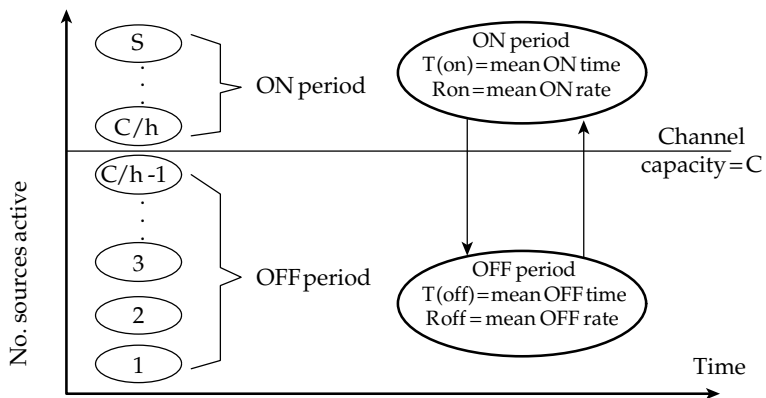 S
ON period
C/h
C/h -1
3
OFF period
2
1
No. sources active
ON period
T(on)=mean ON time
Ron=mean ON rate
Channel
capacity=C
OFF period
T(off)=mean OFF time
Roff=mean OFF rate
Time